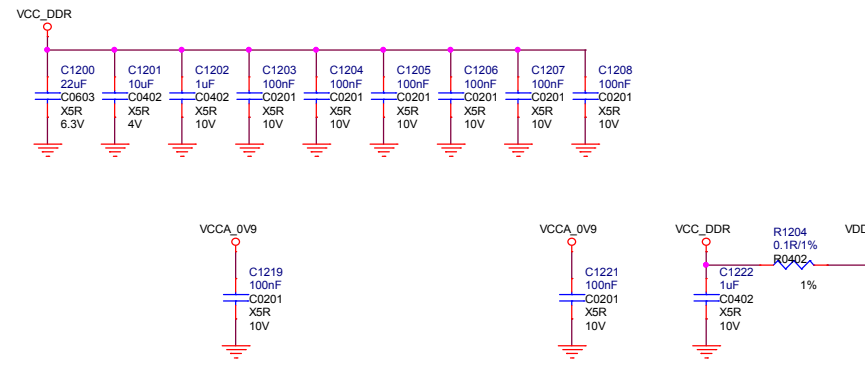 VCC_DDR
C1200
22uF
C0603
X5R
6.3V
C1201
10uF
C0402
X5R
4V
C1202
1uF
C0402
X5R
10V
C1203
100nF
C0201
X5R
10V
C1204
100nF
C0201
X5R
10V
C1205
100nF
C0201
X5R
10V
C1206
100nF
C0201
X5R
10V
C1207
100nF
C0201
X5R
10V
C1208
100nF
C0201
X5R
10V
VCCA_0V9
C1219
100nF
C0201
X5R
10V
VCCA_0V9
C1221
100nF
C0201
X5R
10V
VCC_DDR
C1222
1uF
C0402
X5R
10V
R1204
0.1R/1%
R0402
1%